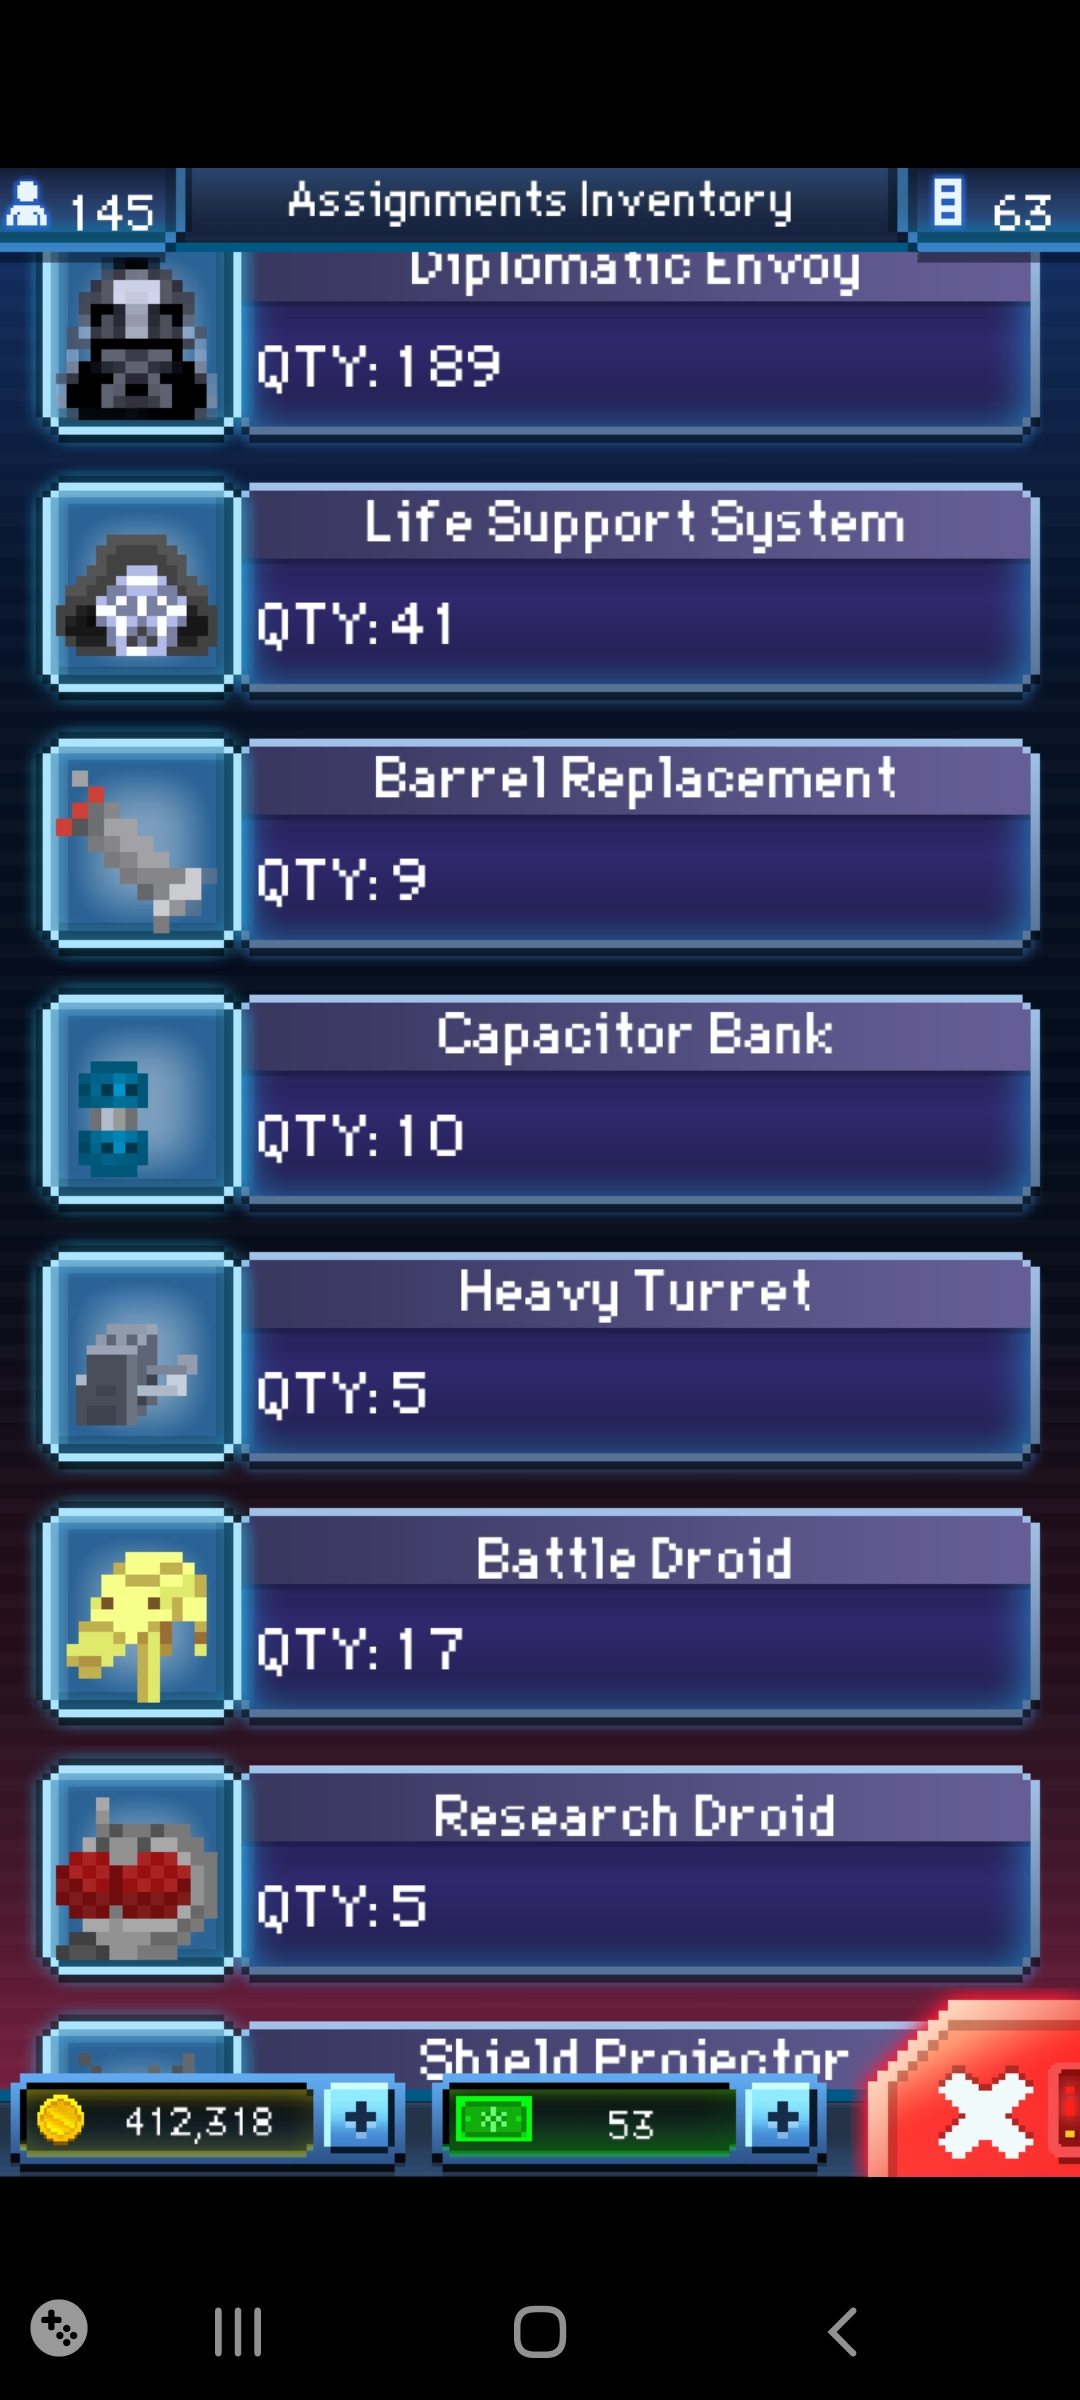 145
Assignments Inventory
63
Diplomatic Envoy
QTY: 189
Life Support System
QTY: 41
Barrel Replacement
QTY: 9
Capacitor Bank
QTY: 10
Heavy Turret
QTY: 5
Battle Droid
QTY: 17
Research Droid
QTY: 5
Shield Projector
412,318
53